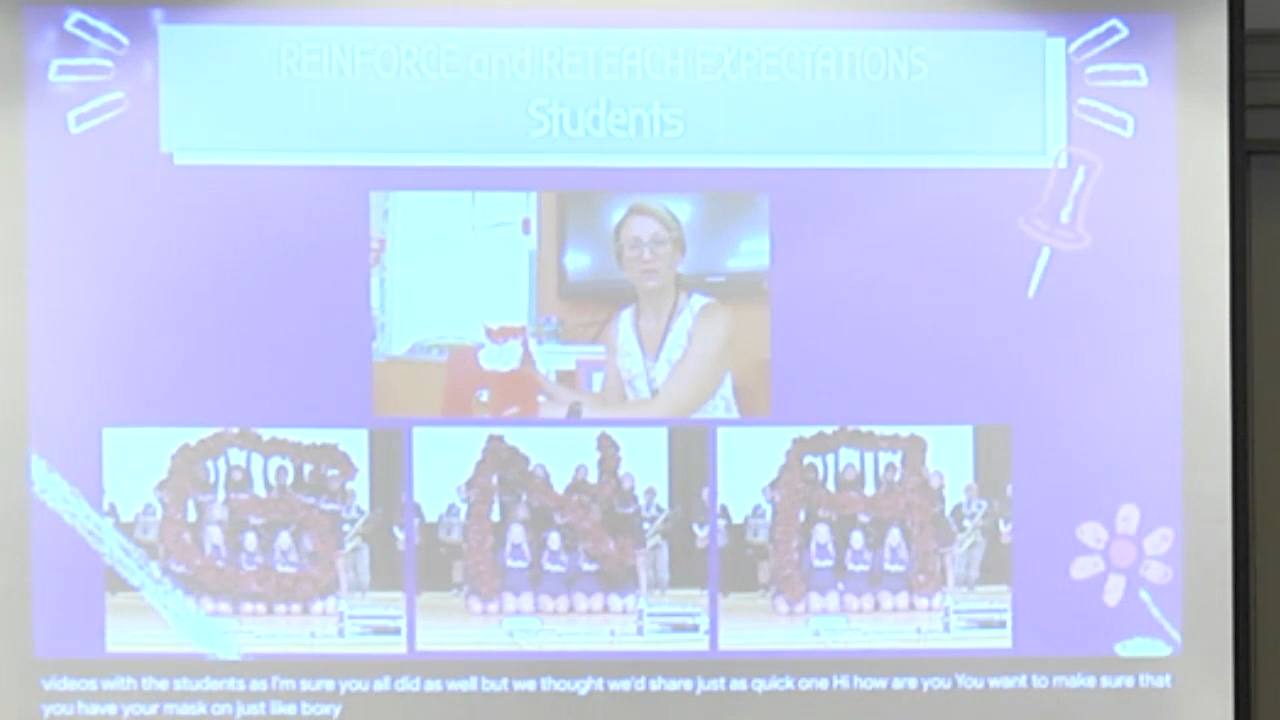 REINFORCE and RETEACH EXPECTATIONS
Students
videos with the students as I'm sure you all did as well but we thought we'd share just as quick one Hi how are you You want to make sure that
you have your mask on just like boxy